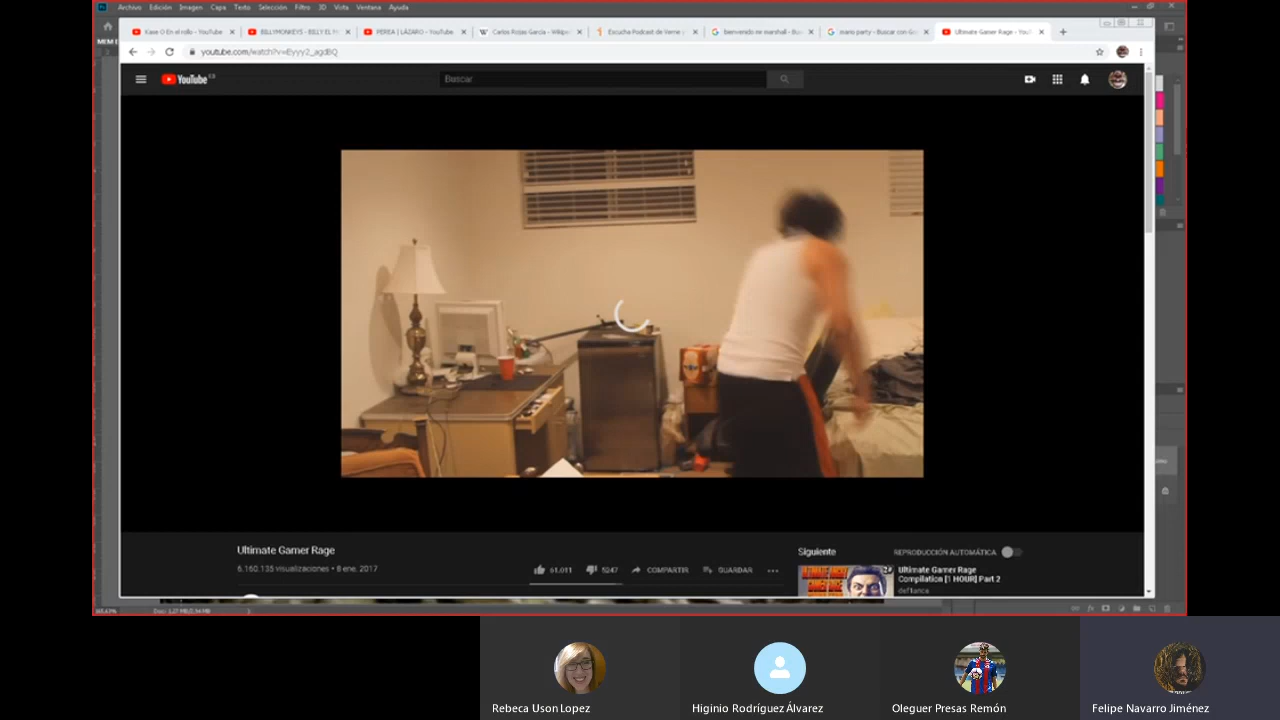 Archivo Edición Imagen Capa Texto Selección Filtro 3D Vista Ventana Ayuda
Kase O En el rollo - YouTube
BILLYMONKEYS - BILLY EL
PEREA | LÁZARO - YouTube
Carlos Rojas García - Wikipe
Escucha Podcast de Verne
bienvenido mr marshall - Bus
mano party - Buscar con Go
Ultimate Gamer Rage - You
youtube.com/watch?v=Eyyy2_agdBQ
YouTube ES
Buscar
Ultimate Gamer Rage
6.160.135 visualizaciones • 8 ene. 2017
61.011
5247
COMPARTIR
GUARDAR
Siguiente
REPRODUCCIÓN AUTOMÁTICA
Ultimate Gamer Rage
Compilation [1 HOUR] Part 2
defiance
Rebeca Uson Lopez
Higinio Rodríguez Álvarez
Oleguer Presas Remón
Felipe Navarro Jiménez